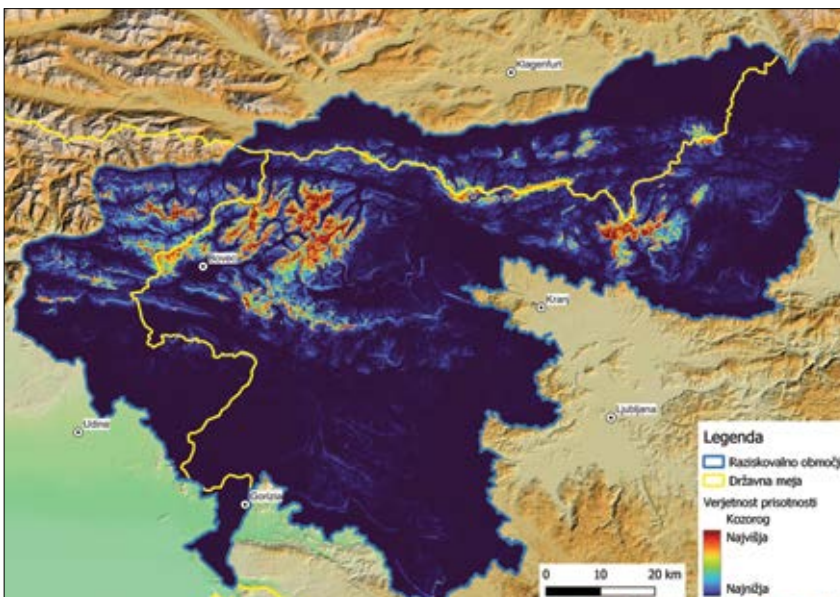 Klagenfurt
Bovec
Kranj
Udine
Ljubljana
Gorizia
Legenda
Raziskovalno območj
Državna meja
Verjetnost prisotnosti
Kozorog
Najvišja
Najnižja
0 10 20 km